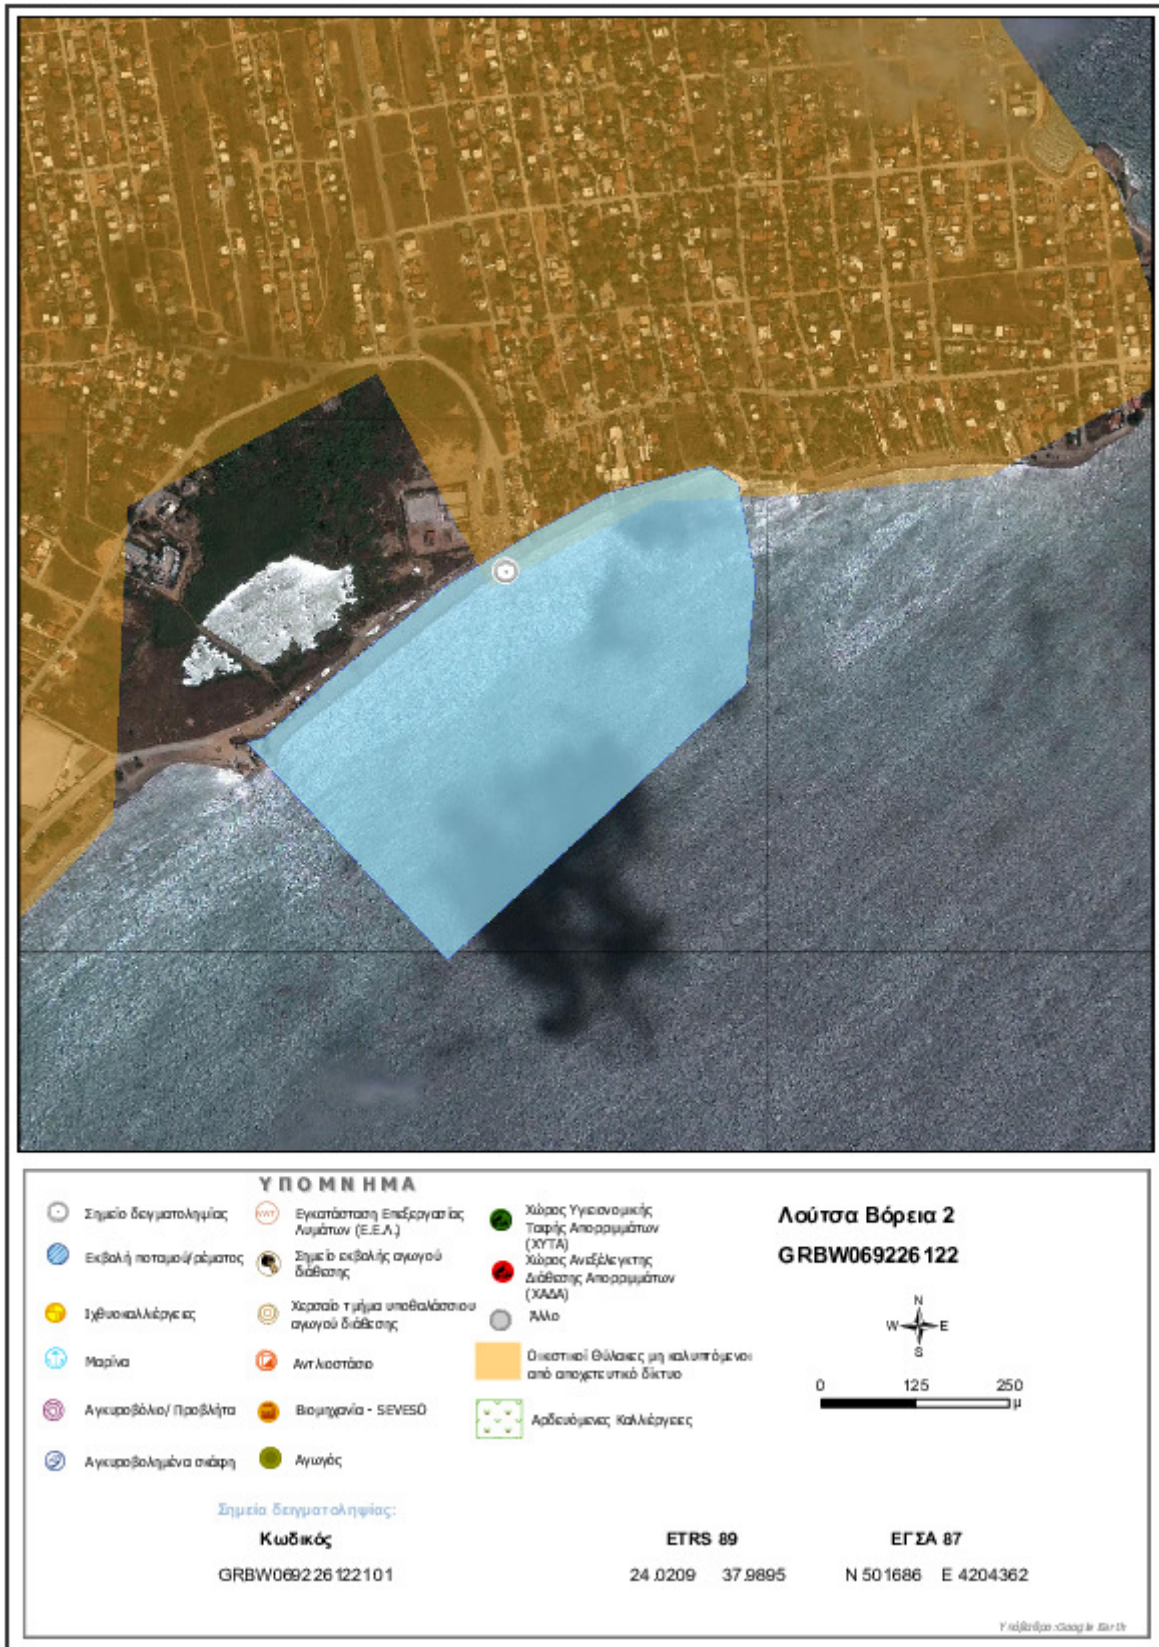 ΥΠΟΜΝΗΜΑ
Σημείο δειγματοληψίας
Εκβολή ποταμού/ρέματος
Ιχθυοκαλλιέργειες
Μαρίνα
Αγκυροβόλιο/ Προβλήτα
Αγκυροβολημένα σκάφη
Εγκατάσταση Επεξεργασίας
Λυμάτων (Ε.Ε.Λ.)
Σημείο εκβολής αγωγού
διάθεσης
Χερσαίο τμήμα υποθαλάσσιου
αγωγού διάθεσης
Αντλιοστάσιο
Βιομηχανία - SEVESO
Αγωγός
Χώρος Υγειονομικής
Ταφής Απορριμμάτων
(ΧΥΤΑ)
Χώρος Ανεξέλεγκτης
Διάθεσης Απορριμμάτων
(ΧΑΔΑ)
Άλλο
Οικιστικοί Θύλακες μη καλυπτόμενοι
από αποχετευτικό δίκτυο
Αρδευόμενες Καλλιέργειες
Λούτσα Βόρεια 2
GRBW069226122
N
W E
S
0 125 250
μ
Σημεία δειγματοληψίας:
Κωδικός ETRS 89 ΕΓΣΑ 87
GRBW069226122101 24.0209 37.9895 N 501686 E 4204362
Υπόβαθρο:Google Earth